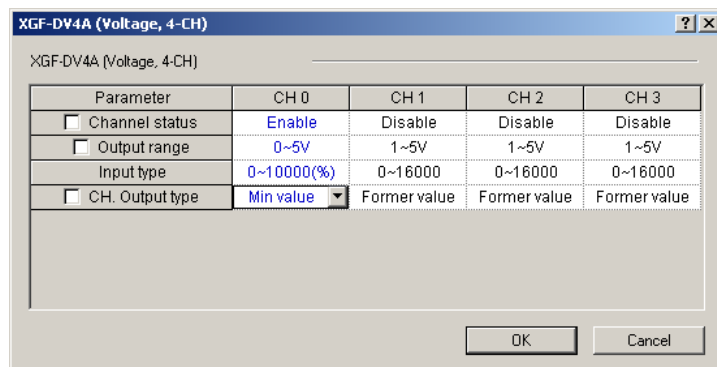 XGF-DV4A (Voltage, 4-CH)
XGF-DV4A (Voltage, 4-CH)
Parameter CH 0 CH 1 CH 2 CH 3
Channel status Enable Disable Disable Disable
Output range 0~5V 1~5V 1~5V 1~5V
Input type 0~10000(%) 0~16000 0~16000 0~16000
CH. Output type Min value Former value Former value Former value
OK Cancel